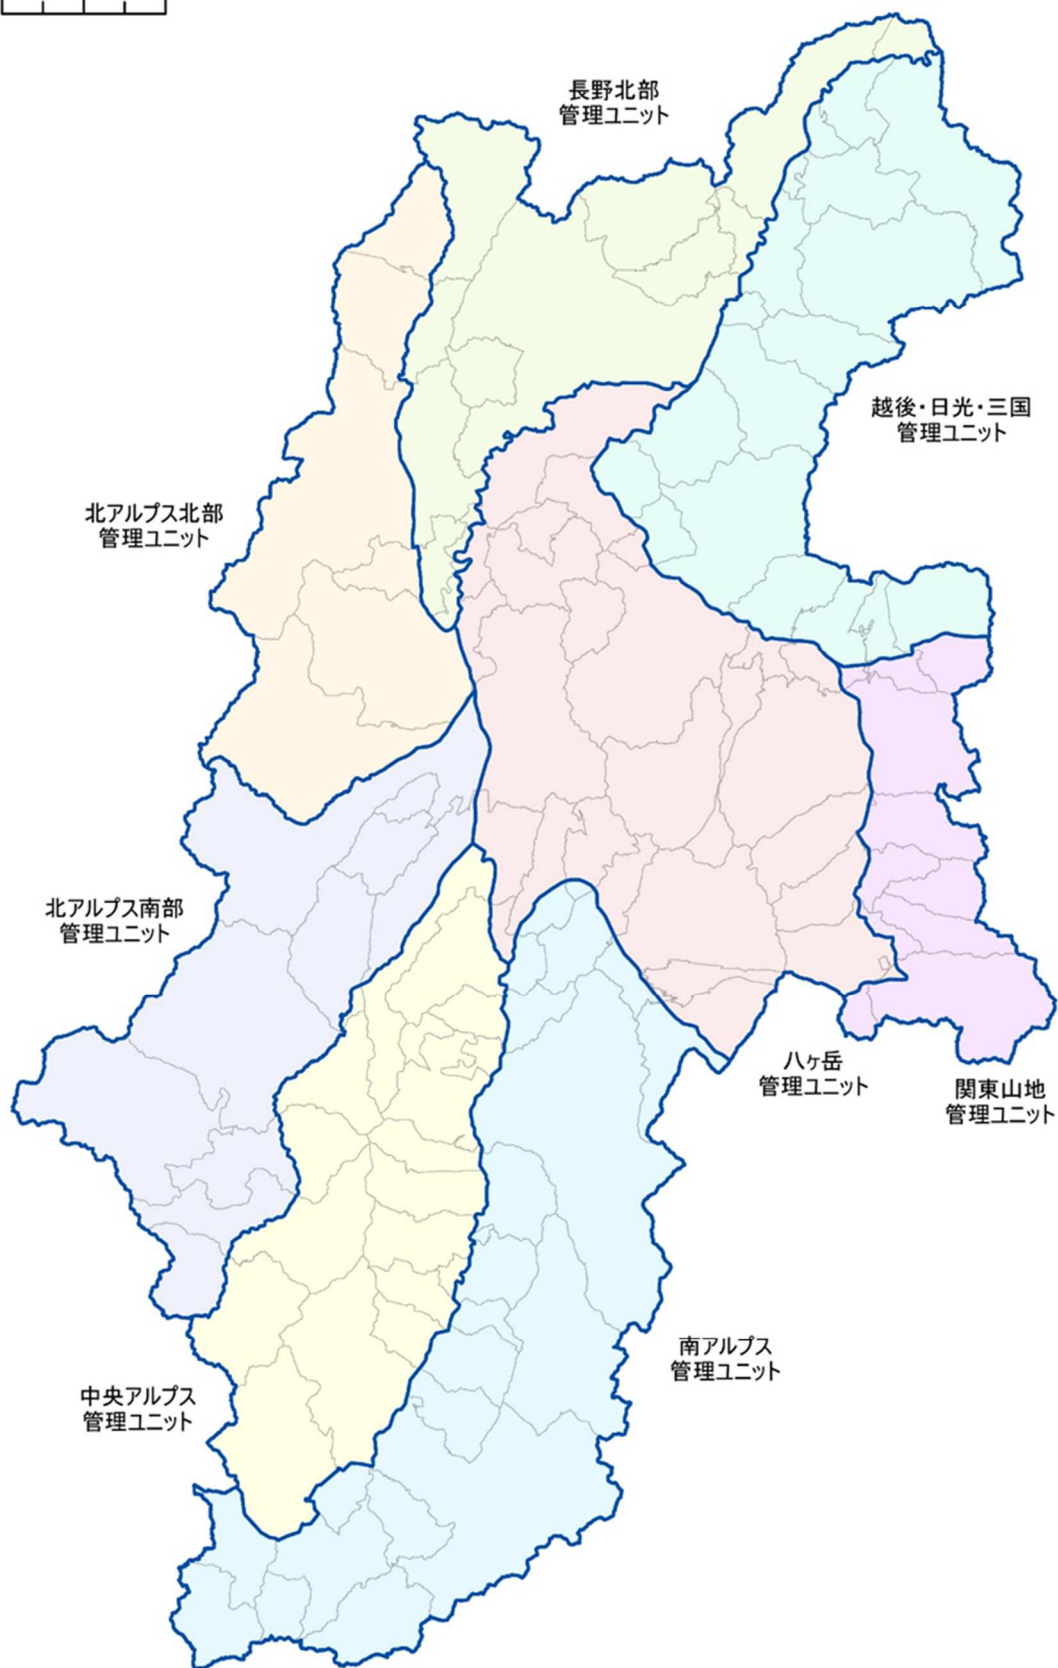 長野北部
管理ユニット
越後・日光・三国
管理ユニット
北アルプス北部
管理ユニット
北アルプス南部
管理ユニット
八ヶ岳
管理ユニット
関東山地
管理ユニット
南アルプス
管理ユニット
中央アルプス
管理ユニット